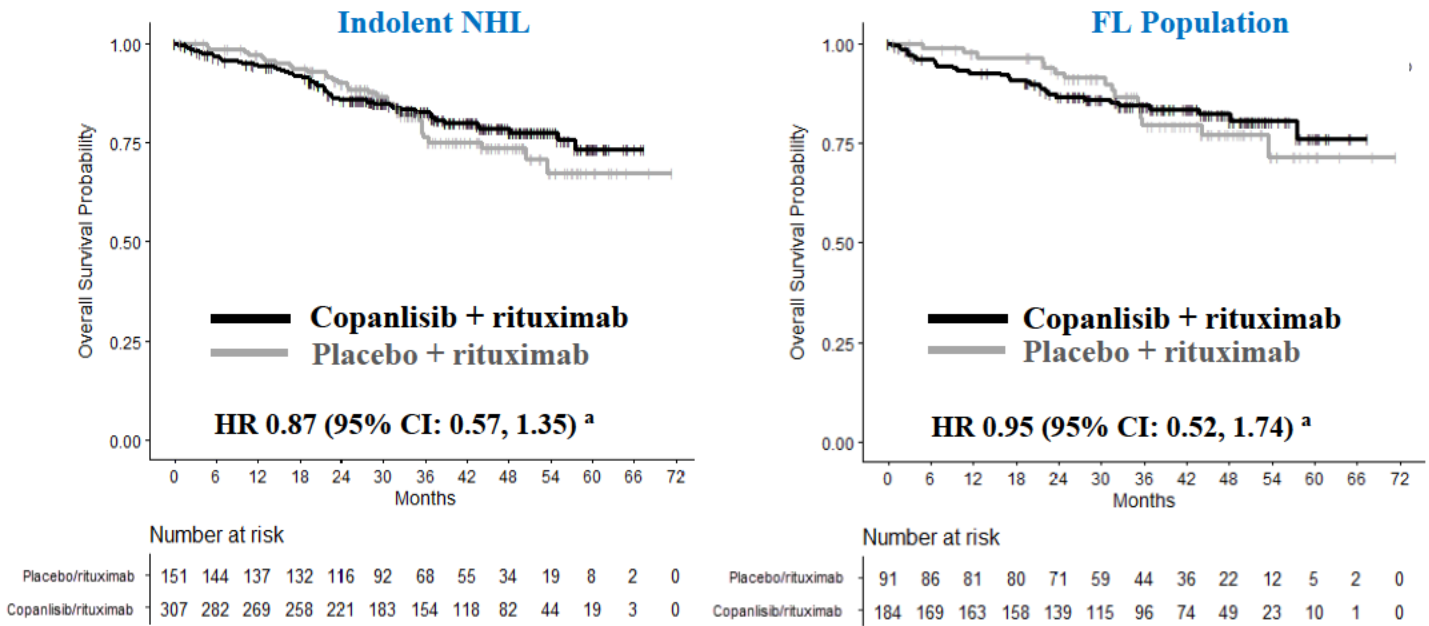 Indolent NHL
1.00
0.75
0.50
0.25
0.00
Overall Survival Probability
Copanlisib + rituximab
Placebo + rituximab
HR 0.87 (95% CI: 0.57, 1.35) a
0 6 12 18 24 30 36 42 48 54 60 66 72
Months
Number at risk
Placebo/rituximab 151 144 137 132 116 92 68 55 34 19 8 2 0
Copanlisib/rituximab 307 282 269 258 221 183 154 118 82 44 19 3 0
FL Population
1.00
0.75
0.50
0.25
0.00
Overall Survival Probability
Copanlisib + rituximab
Placebo + rituximab
HR 0.95 (95% CI: 0.52, 1.74) a
0 6 12 18 24 30 36 42 48 54 60 66 72
Months
Number at risk
Placebo/rituximab 91 86 81 80 71 59 44 36 22 12 5 2 0
Copanlisib/rituximab 184 169 163 158 139 115 96 74 49 23 10 1 0